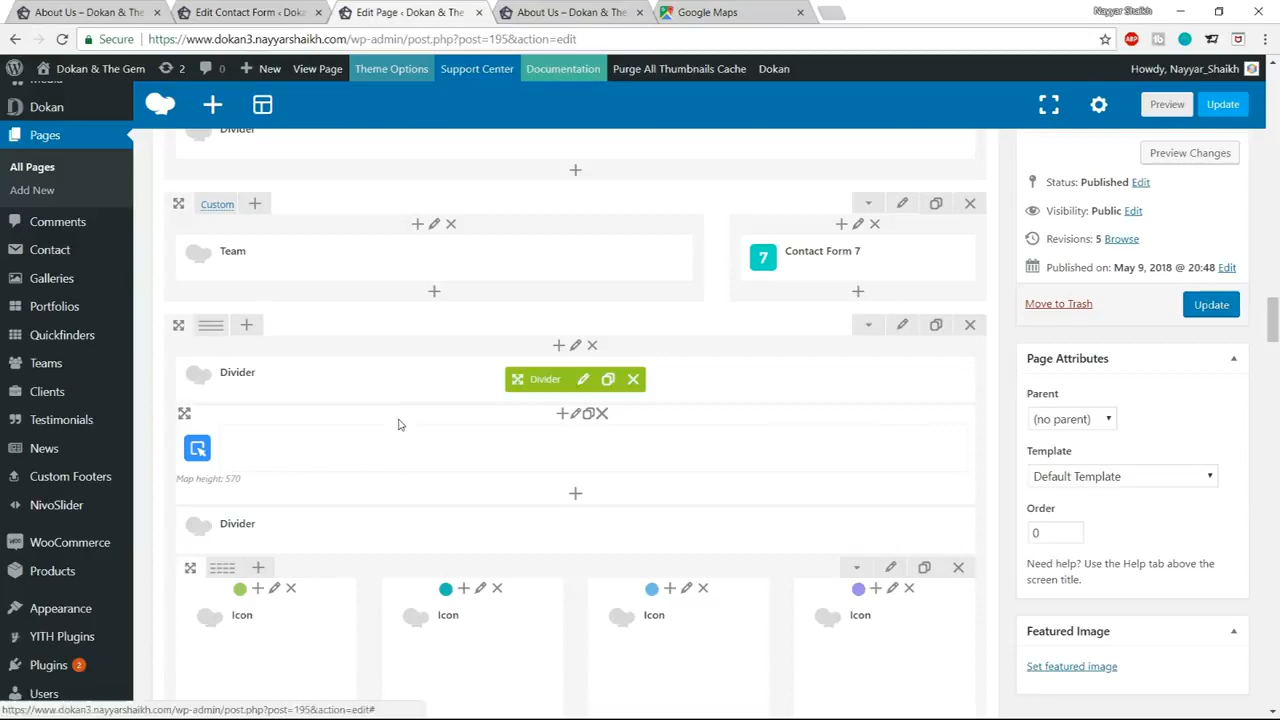 About Us – Dokan & The
Edit Contact Form ‹ Doka
Edit Page ‹ Dokan & The
About Us – Dokan & The
Google Maps
Nayyar Shaikh
Secure
https://www.dokan3.nayyarshaikh.com/wp-admin/post.php?post=195&action=edit
ABP
Dokan & The Gem
2
0
New
View Page
Theme Options
Support Center
Documentation
Purge All Thumbnails Cache
Dokan
Howdy, Nayyar_Shaikh
Dokan
Pages
All Pages
Add New
Comments
Contact
Galleries
Portfolios
Quickfinders
Teams
Clients
Testimonials
News
Custom Footers
NivoSlider
WooCommerce
Products
Appearance
YITH Plugins
Plugins 2
Users
Preview
Update
Divider
Custom
Team
7
Contact Form 7
Divider
Divider
Map height: 570
Divider
Icon
Icon
Icon
Icon
Preview Changes
Status: Published Edit
Visibility: Public Edit
Revisions: 5 Browse
Published on: May 9, 2018 @ 20:48 Edit
Move to Trash
Update
Page Attributes
Parent
(no parent)
Template
Default Template
Order
0
Need help? Use the Help tab above the
screen title.
Featured Image
Set featured image
https://www.dokan3.nayyarshaikh.com/wp-admin/post.php?post=195&action=edit#